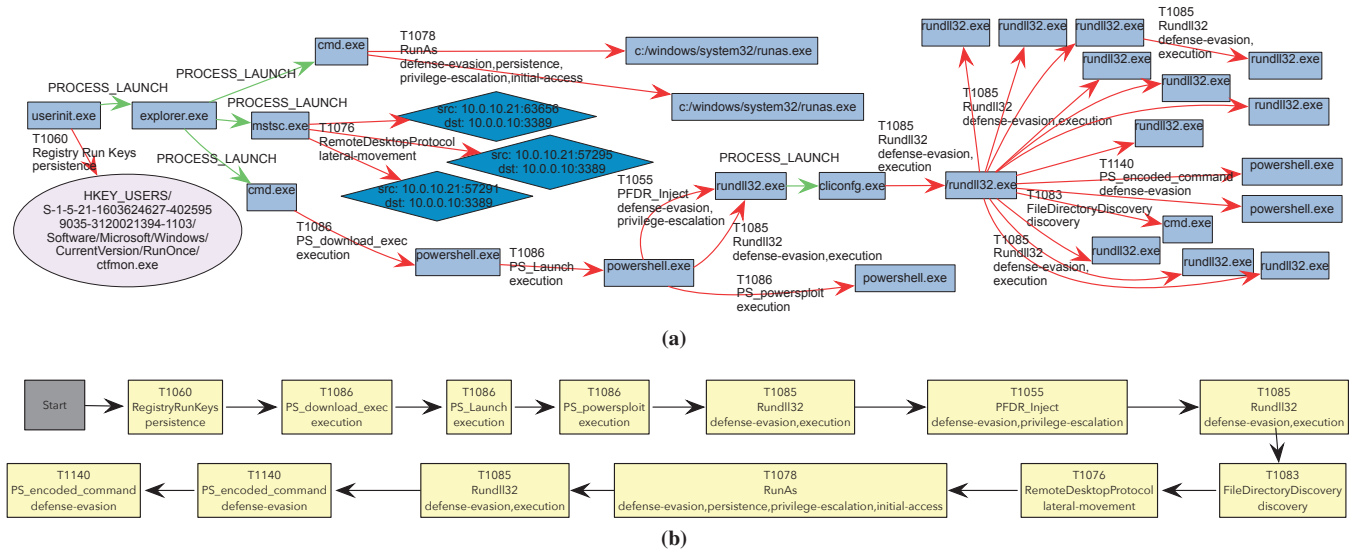 userinit.exe
PROCESS_LAUNCH
explorer.exe
PROCESS_LAUNCH
cmd.exe
T1078
RunAs
defense-evasion,persistence,
privilege-escalation,initial-access
c:/windows/system32/runas.exe
c:/windows/system32/runas.exe
PROCESS_LAUNCH
mstsc.exe
src: 10.0.10.21:63656
dst: 10.0.0.10:3389
T1076
RemoteDesktopProtocol
lateral-movement
src: 10.0.10.21:57295
dst: 10.0.0.10:3389
src: 10.0.10.21:57291
dst: 10.0.0.10:3389
T1060
Registry Run Keys
persistence
HKEY_USERS/
S-1-5-21-1603624627-402595
9035-3120021394-1103/
Software/Microsoft/Windows/
CurrentVersion/RunOnce/
ctfmon.exe
PROCESS_LAUNCH
cmd.exe
T1086
PS_download_exec
execution
powershell.exe
T1086
PS_Launch
execution
powershell.exe
T1055
PFDR_Inject
defense-evasion,
privilege-escalation
T1085
Rundll32
defense-evasion,execution
T1086
PS_powersploit
execution
powershell.exe
rundll32.exe
PROCESS_LAUNCH
cliconfg.exe
T1085
Rundll32
defense-evasion,
execution
/rundll32.exe
T1085
Rundll32
defense-evasion,execution
rundll32.exe
rundll32.exe
rundll32.exe
T1085
Rundll32
defense-evasion,
execution
rundll32.exe
rundll32.exe
rundll32.exe
rundll32.exe
rundll32.exe
T1140
PS_encoded_command
defense-evasion
powershell.exe
powershell.exe
T1083
FileDirectoryDiscovery
discovery
cmd.exe
T1085
Rundll32
defense-evasion,
execution
rundll32.exe
rundll32.exe
rundll32.exe
(a)
Start
T1060
RegistryRunKeys
persistence
T1086
PS_download_exec
execution
T1086
PS_Launch
execution
T1086
PS_powersploit
execution
T1085
Rundll32
defense-evasion,execution
T1055
PFDR_Inject
defense-evasion,privilege-escalation
T1085
Rundll32
defense-evasion,execution
T1083
FileDirectoryDiscovery
discovery
T1076
RemoteDesktopProtocol
lateral-movement
T1078
RunAs
defense-evasion,persistence,privilege-escalation,initial-access
T1085
Rundll32
defense-evasion,execution
T1140
PS_encoded_command
defense-evasion
T1140
PS_encoded_command
defense-evasion
(b)